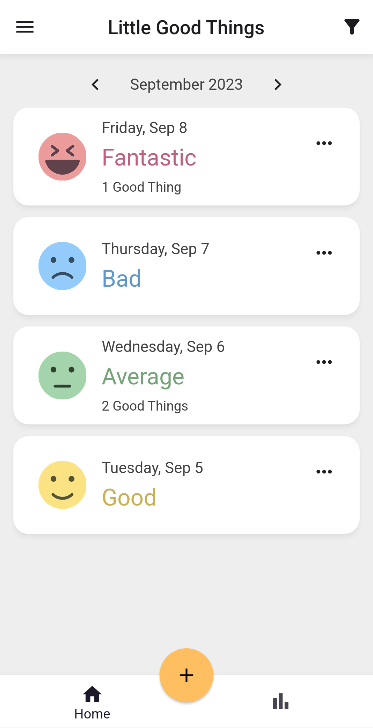 Little Good Things
September 2023
Friday, Sep 8
Fantastic
1 Good Thing
Thursday, Sep 7
Bad
Wednesday, Sep 6
Average
2 Good Things
Tuesday, Sep 5
Good
Home